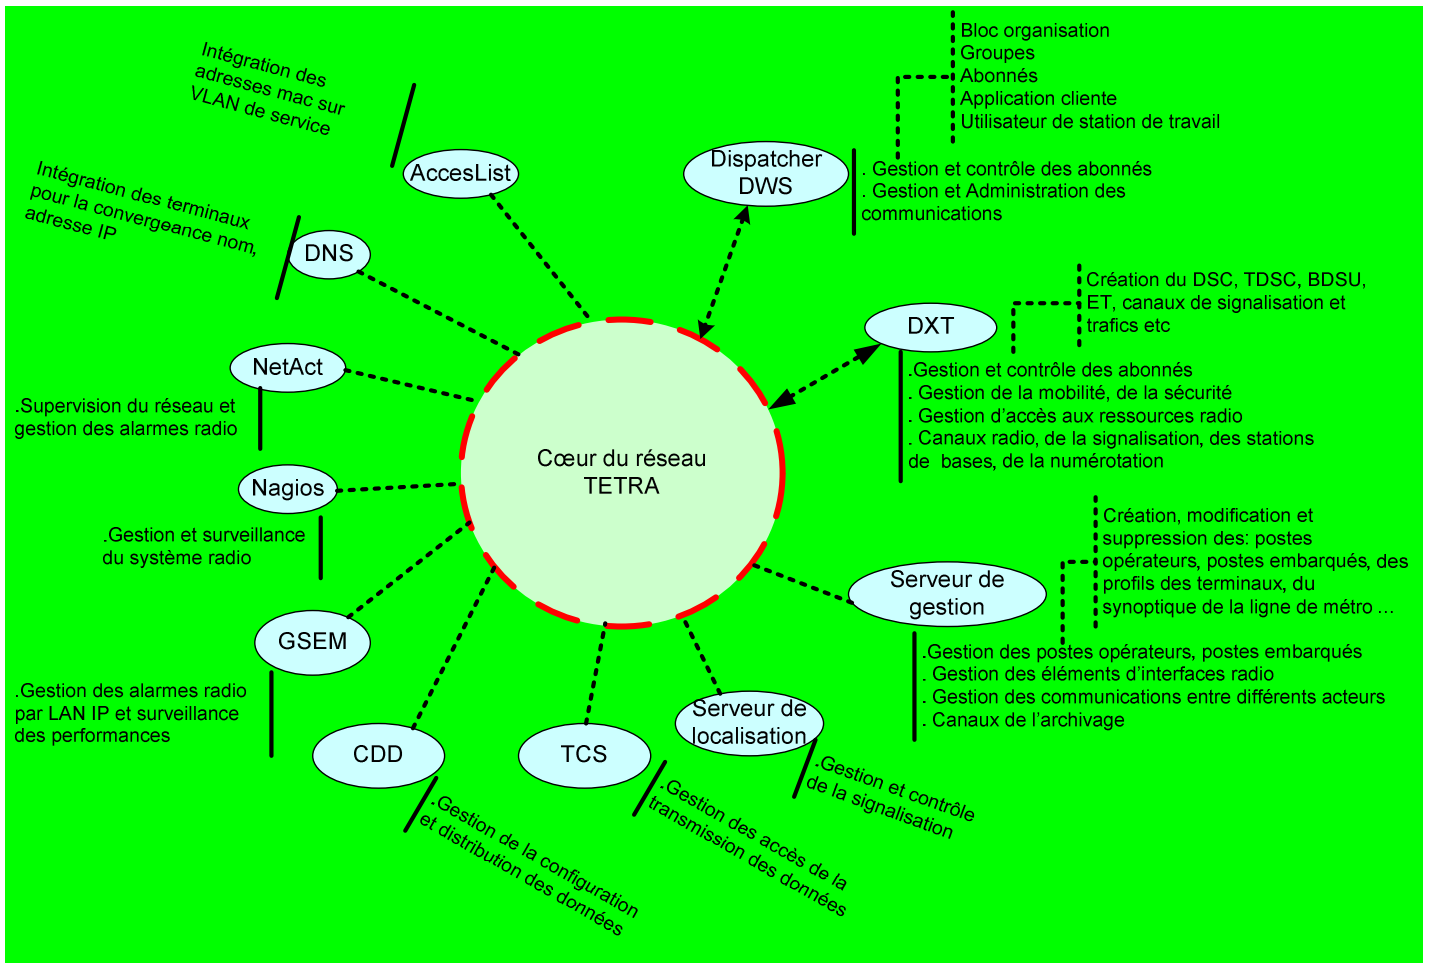 Intégration des
adresses mac sur
VLAN de service
AccesList
Intégration des terminaux
pour la convergeance nom,
adresse IP
DNS
NetAct
.Supervision du réseau et
gestion des alarmes radio
Nagios
.Gestion et surveillance
du système radio
GSEM
.Gestion des alarmes radio
par LAN IP et surveillance
des performances
CDD
.Gestion de la configuration
et distribution des données
TCS
.Gestion des accès de la
transmission des données
Serveur de
localisation
.Gestion et contrôle
de la signalisation
Cœur du réseau
TETRA
Bloc organisation
Groupes
Abonnés
Application cliente
Utilisateur de station de travail
Dispatcher
DWS
. Gestion et contrôle des abonnés
. Gestion et Administration des
communications
Création du DSC, TDSC, BDSU,
ET, canaux de signalisation et
trafics etc
DXT
.Gestion et contrôle des abonnés
. Gestion de la mobilité, de la sécurité
. Gestion d'accès aux ressources radio
. Canaux radio, de la signalisation, des stations
de bases, de la numérotation
Création, modification et
suppression des: postes
opérateurs, postes embarqués, des
profils des terminaux, du
synoptique de la ligne de métro ...
Serveur de
gestion
.Gestion des postes opérateurs, postes embarqués
. Gestion des éléments d'interfaces radio
. Gestion des communications entre différents acteurs
. Canaux de l'archivage